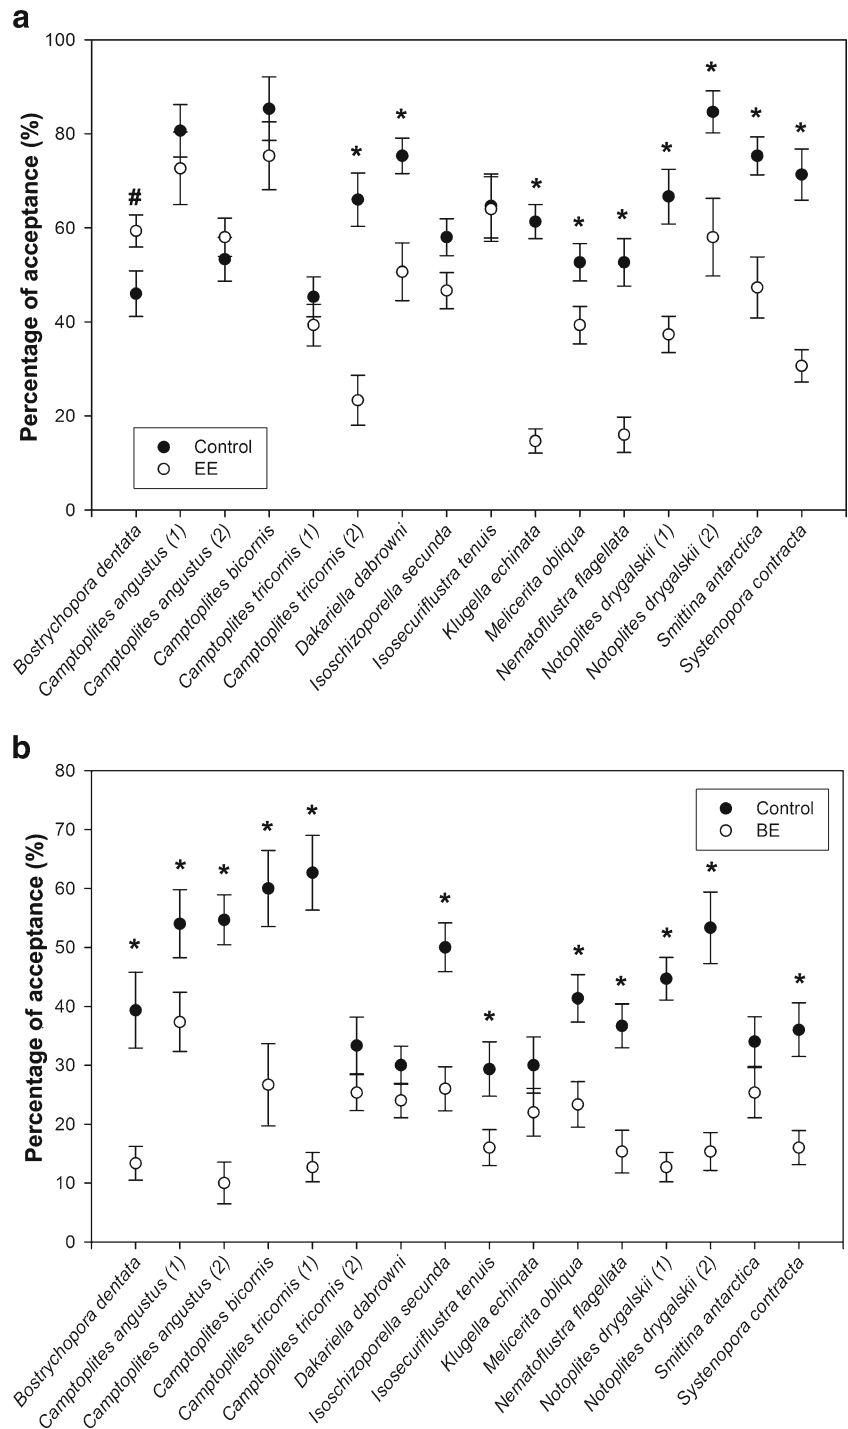 a
Percentage of acceptance (%)
100
80
60
40
20
0
#
*
*
*
*
*
*
*
*
*
Control
EE
Bostrychopora dentata
Camptoplites angustus (1)
Camptoplites angustus (2)
Camptoplites bicornis
Camptoplites tricornis (1)
Camptoplites tricornis (2)
Dakariella dabrowni
Isoschizoporella secunda
Isosecuriflustra tenuis
Klugella echinata
Melicerita obliqua
Nematoflustra flagellata
Notoplites drygalskii (1)
Notoplites drygalskii (2)
Smittina antarctica
Systenopora contracta
b
Percentage of acceptance (%)
80
70
60
50
40
30
20
10
0
*
*
*
*
*
*
*
*
*
*
*
*
Control
BE
Bostrychopora dentata
Camptoplites angustus (1)
Camptoplites angustus (2)
Camptoplites bicornis
Camptoplites tricornis (1)
Camptoplites tricornis (2)
Dakariella dabrowni
Isoschizoporella secunda
Isosecuriflustra tenuis
Klugella echinata
Melicerita obliqua
Nematoflustra flagellata
Notoplites drygalskii (1)
Notoplites drygalskii (2)
Smittina antarctica
Systenopora contracta